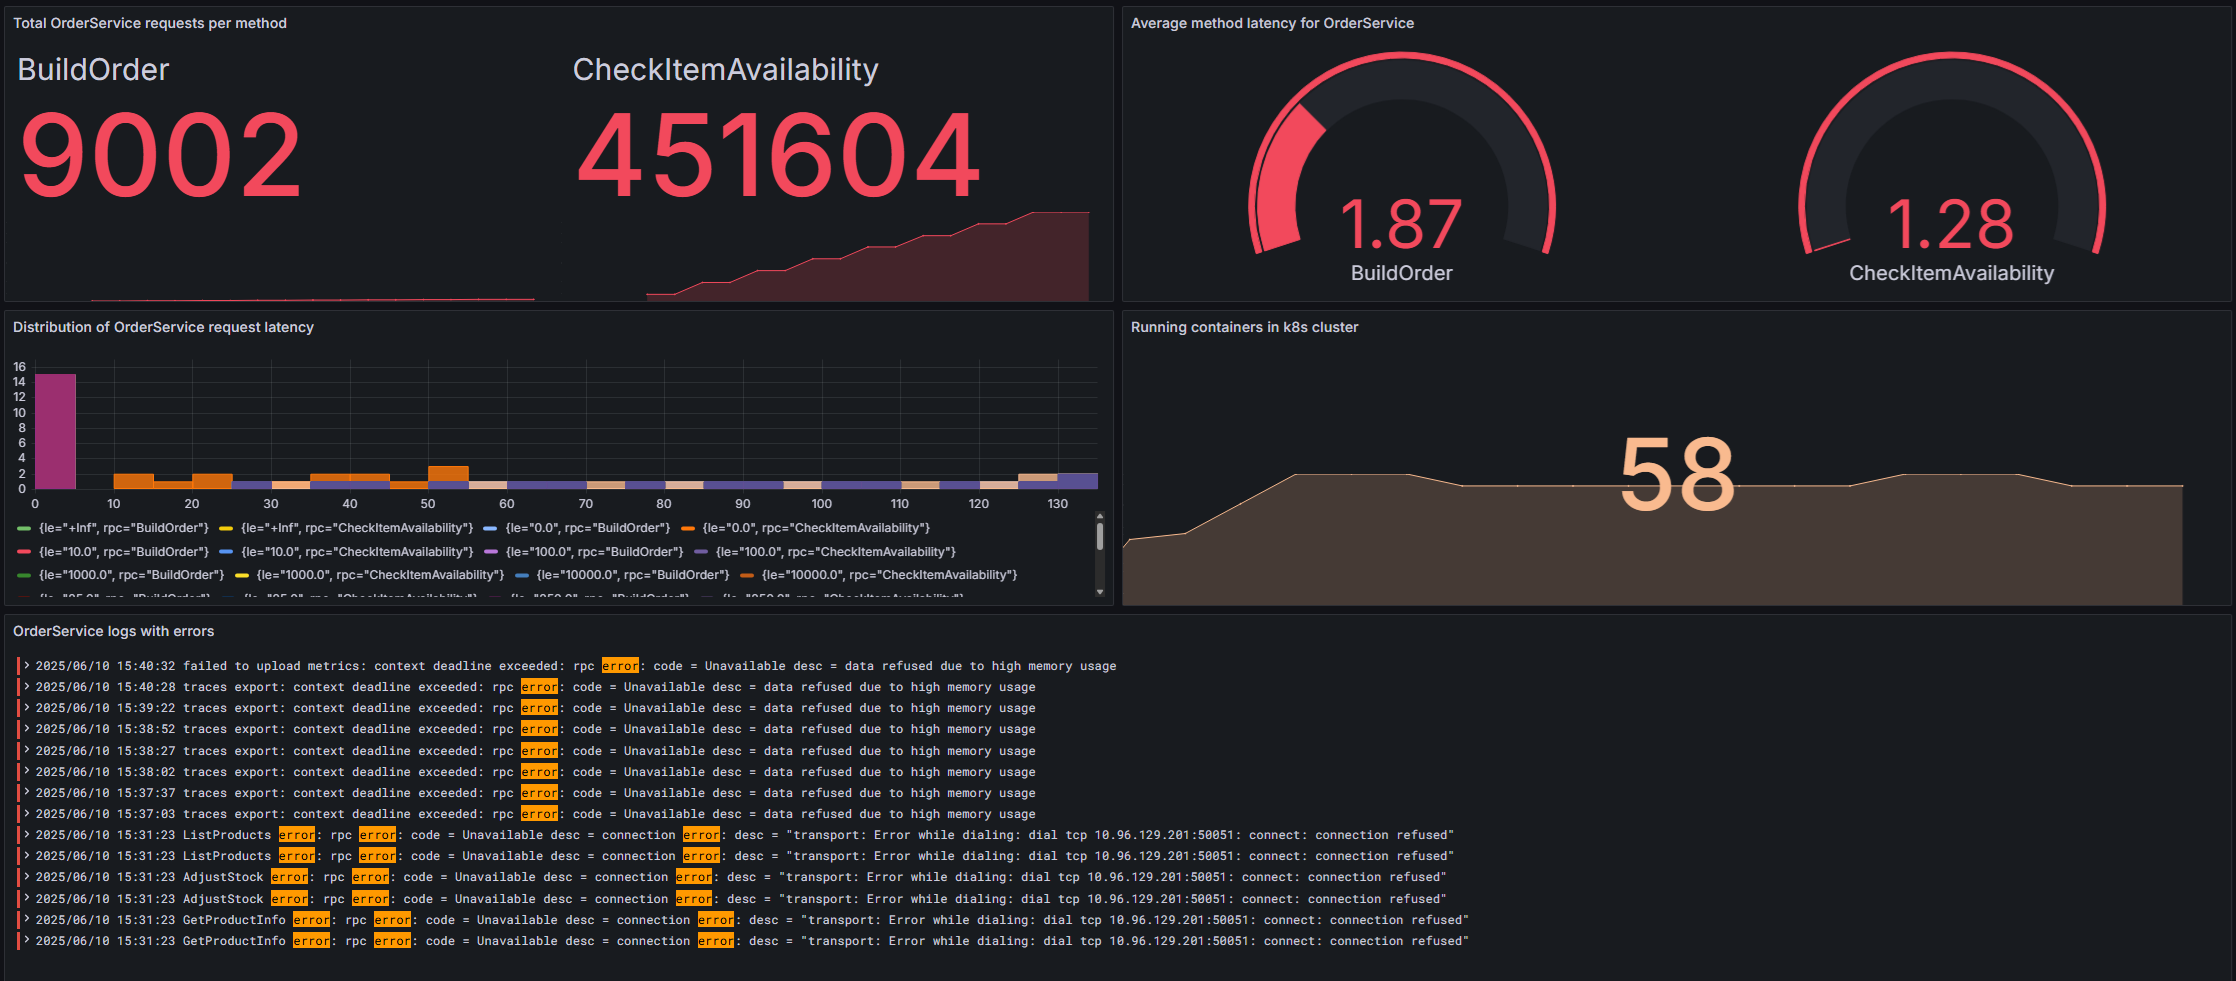 Total OrderService requests per method
BuildOrder
9002
CheckItemAvailability
451604
Average method latency for OrderService
1.87
BuildOrder
1.28
CheckItemAvailability
Distribution of OrderService request latency
16
14
12
10
8
6
4
2
0
0 10 20 30 40 50 60 70 80 90 100 110 120 130
{le="+Inf", rpc="BuildOrder"} {le="+Inf", rpc="CheckItemAvailability"} {le="0.0", rpc="BuildOrder"} {le="0.0", rpc="CheckItemAvailability"}
{le="10.0", rpc="BuildOrder"} {le="10.0", rpc="CheckItemAvailability"} {le="100.0", rpc="BuildOrder"} {le="100.0", rpc="CheckItemAvailability"}
{le="1000.0", rpc="BuildOrder"} {le="1000.0", rpc="CheckItemAvailability"} {le="10000.0", rpc="BuildOrder"} {le="10000.0", rpc="CheckItemAvailability"}
Running containers in k8s cluster
58
OrderService logs with errors
2025/06/10 15:40:32 failed to upload metrics: context deadline exceeded: rpc error: code = Unavailable desc = data refused due to high memory usage
2025/06/10 15:40:28 traces export: context deadline exceeded: rpc error: code = Unavailable desc = data refused due to high memory usage
2025/06/10 15:39:22 traces export: context deadline exceeded: rpc error: code = Unavailable desc = data refused due to high memory usage
2025/06/10 15:38:52 traces export: context deadline exceeded: rpc error: code = Unavailable desc = data refused due to high memory usage
2025/06/10 15:38:27 traces export: context deadline exceeded: rpc error: code = Unavailable desc = data refused due to high memory usage
2025/06/10 15:38:02 traces export: context deadline exceeded: rpc error: code = Unavailable desc = data refused due to high memory usage
2025/06/10 15:37:37 traces export: context deadline exceeded: rpc error: code = Unavailable desc = data refused due to high memory usage
2025/06/10 15:37:03 traces export: context deadline exceeded: rpc error: code = Unavailable desc = data refused due to high memory usage
2025/06/10 15:31:23 ListProducts error: rpc error: code = Unavailable desc = connection error: desc = "transport: Error while dialing: dial tcp 10.96.129.201:50051: connect: connection refused"
2025/06/10 15:31:23 ListProducts error: rpc error: code = Unavailable desc = connection error: desc = "transport: Error while dialing: dial tcp 10.96.129.201:50051: connect: connection refused"
2025/06/10 15:31:23 AdjustStock error: rpc error: code = Unavailable desc = connection error: desc = "transport: Error while dialing: dial tcp 10.96.129.201:50051: connect: connection refused"
2025/06/10 15:31:23 AdjustStock error: rpc error: code = Unavailable desc = connection error: desc = "transport: Error while dialing: dial tcp 10.96.129.201:50051: connect: connection refused"
2025/06/10 15:31:23 GetProductInfo error: rpc error: code = Unavailable desc = connection error: desc = "transport: Error while dialing: dial tcp 10.96.129.201:50051: connect: connection refused"
2025/06/10 15:31:23 GetProductInfo error: rpc error: code = Unavailable desc = connection error: desc = "transport: Error while dialing: dial tcp 10.96.129.201:50051: connect: connection refused"